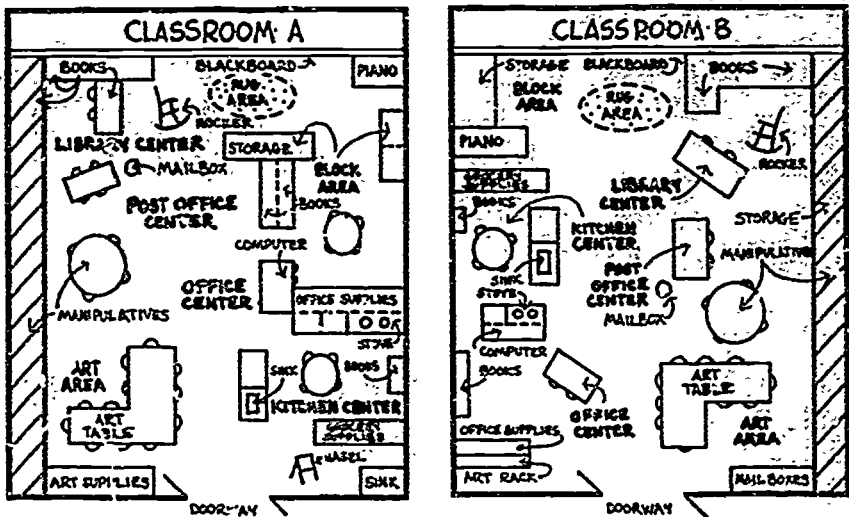 CLASSROOM A
BOOKS
BLACKBOARD
RUG
AREA
PIANO
ROCKER
LIBRARY CENTER
STORAGE
MAILBOX
BLOCK
AREA
POST OFFICE
CENTER
BOOKS
COMPUTER
OFFICE
CENTER
OFFICE SUPPLIES
MANIPULATIVES
STOVE
ART
AREA
SINK
BOOKS
ART
TABLE
KITCHEN CENTER
GROCERY
SUPPLIES
EASEL
ART SUPPLIES
SINK
DOORWAY
CLASSROOM B
STORAGE
BLACKBOARD
BOOKS
BLOCK
AREA
RUG
AREA
PIANO
ROCKER
GROCERY
SUPPLIES
LIBRARY
CENTER
BOOKS
STORAGE
KITCHEN
CENTER
SINK
POST
OFFICE
CENTER
MANIPULATIVES
STOVE
MAILBOX
COMPUTER
BOOKS
ART
TABLE
OFFICE
CENTER
ART
AREA
OFFICE SUPPLIES
ART RACK
MAILBOXES
DOORWAY